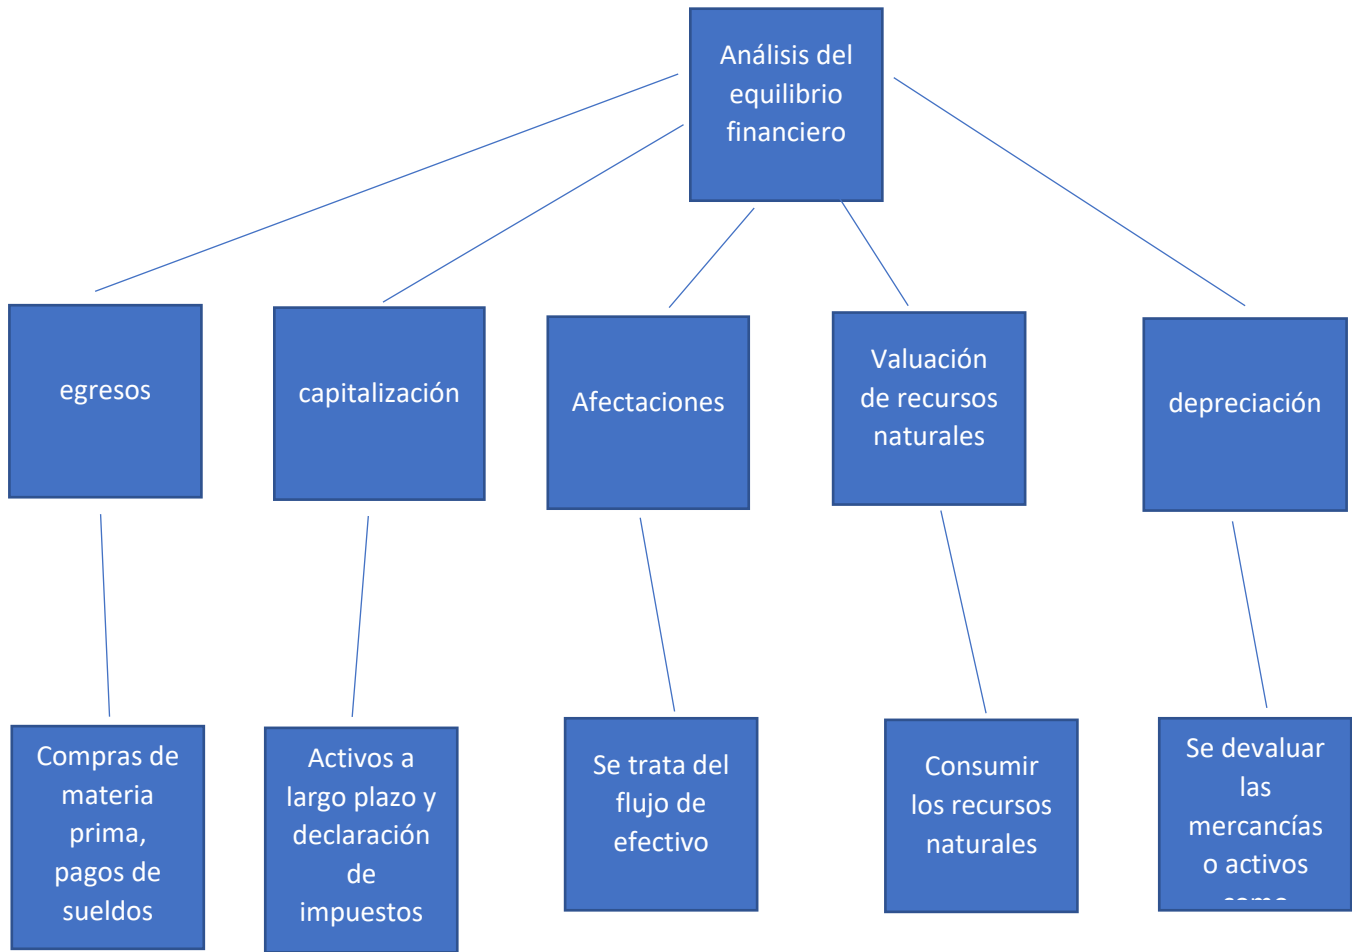 Análisis del
equilibrio
financiero
egresos
capitalización
Afectaciones
Valuación
de recursos
naturales
depreciación
Compras de
materia
prima,
pagos de
sueldos
Activos a
largo plazo y
declaración
de
impuestos
Se trata del
flujo de
efectivo
Consumir
los recursos
naturales
Se devaluar
las
mercancías
o activos